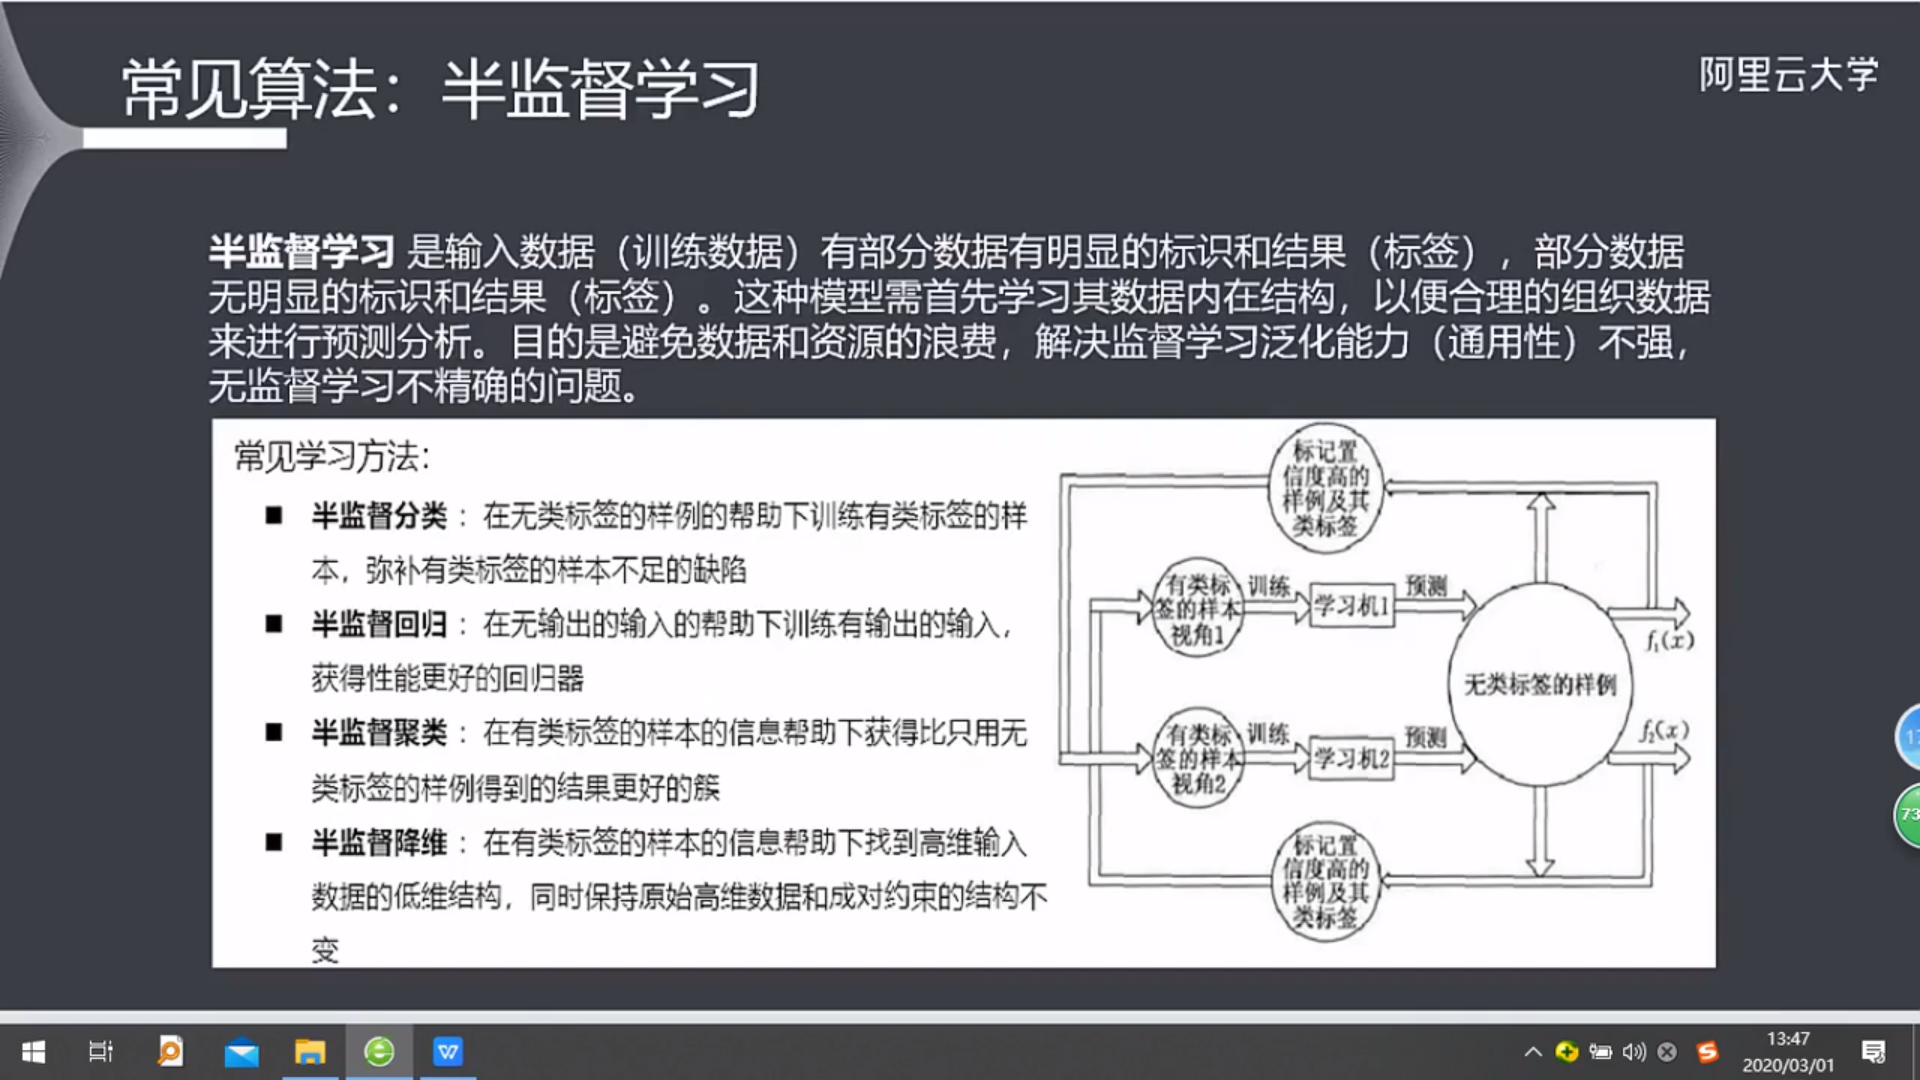 常见算法：半监督学习
阿里云大学
半监督学习 是输入数据（训练数据）有部分数据有明显的标识和结果（标签），部分数据
无明显的标识和结果（标签）。这种模型需首先学习其数据内在结构，以便合理的组织数据
来进行预测分析。目的是避免数据和资源的浪费，解决监督学习泛化能力（通用性）不强，
无监督学习不精确的问题。
常见学习方法：
■ 半监督分类：在无类标签的样例的帮助下训练有类标签的样
本，弥补有类标签的样本不足的缺陷
■ 半监督回归：在无输出的输入的帮助下训练有输出的输入，
获得性能更好的回归器
■ 半监督聚类：在有类标签的样本的信息帮助下获得比只用无
类标签的样例得到的结果更好的簇
■ 半监督降维：在有类标签的样本的信息帮助下找到高维输入
数据的低维结构，同时保持原始高维数据和成对约束的结构不
变
标记置
信度高的
样例及其
类标签
有类标
签的样本
视角1
训练
学习机1
预测
无类标签的样例
f₁(x)
有类标
签的样本
视角2
训练
学习机2
预测
f₂(x)
标记置
信度高的
样例及其
类标签
73
13:47
2020/03/01